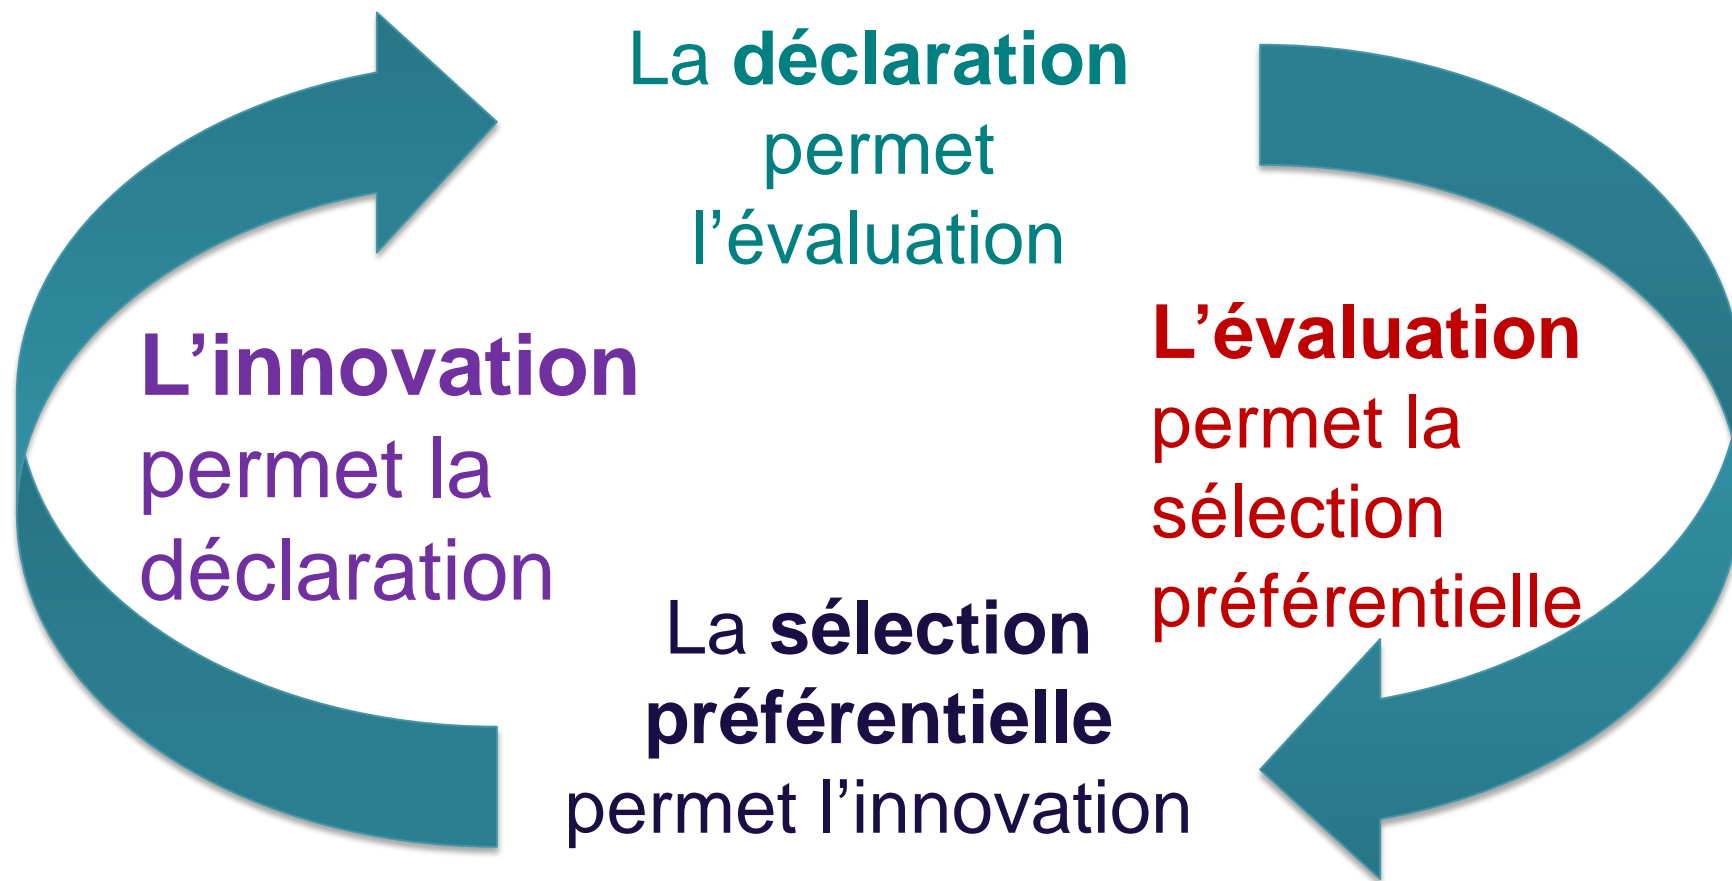 La déclaration
permet
l’évaluation
L’évaluation
permet la
sélection
préférentielle
La sélection
préférentielle
permet l’innovation
L’innovation
permet la
déclaration